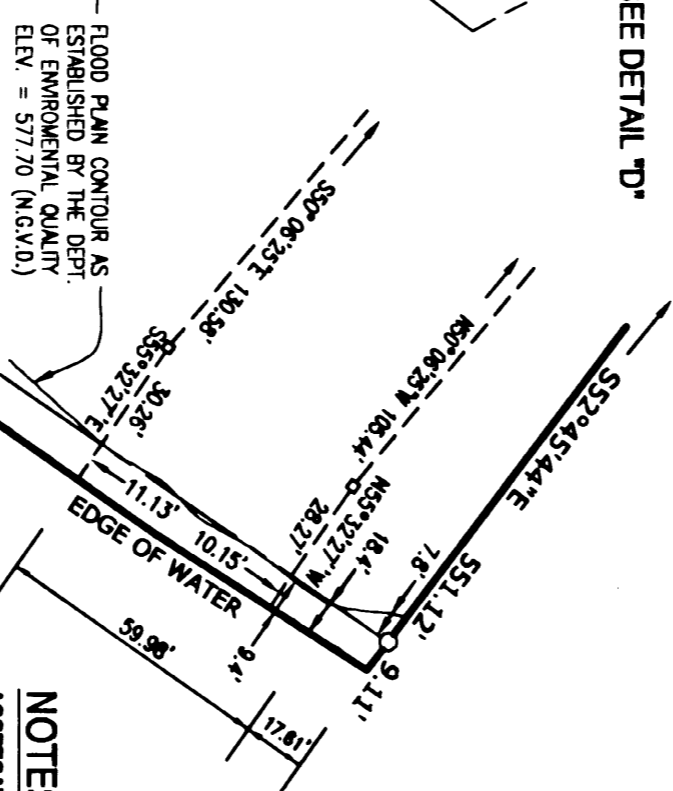 EE DETAIL "D"
FLOOD PLAIN CONTOUR AS
ESTABLISHED BY THE DEPT.
OF ENVIROMENTAL QUALITY
ELEV. = 577.70 (N.G.V.D.)
S50°06'25"E 130.58'
S55°32'27"E
30.26'
N50°06'25"W 106.44'
N55°32'27"W
28.27'
S52°45'44"E
551.12'
18.4'
7.8'
9.11'
11.13'
10.15'
EDGE OF WATER
9.4'
59.98'
17.61'
NOTES